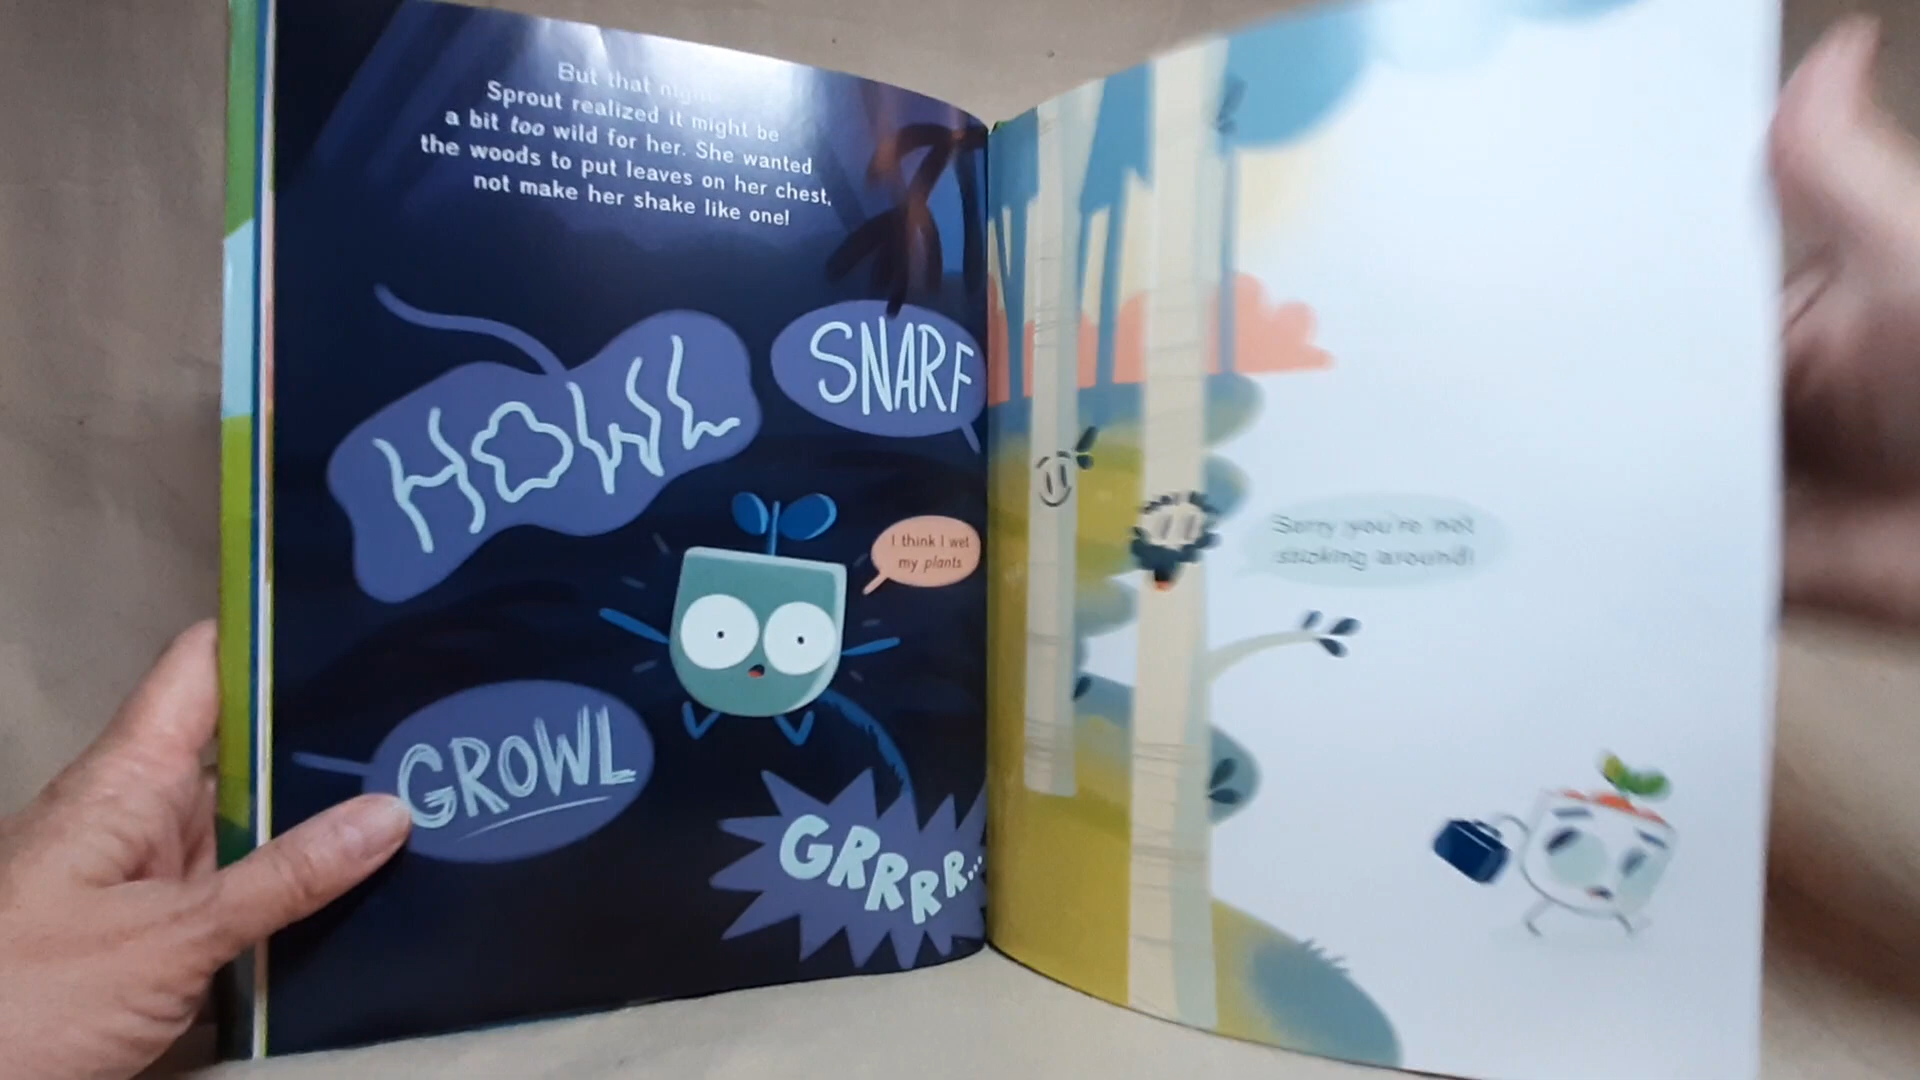 But that night
Sprout realized it might be
a bit too wild for her. She wanted
the woods to put leaves on her chest,
not make her shake like one!
HOWL
SNARF
I think I wet
my plants
GROWL
GRRRR...
Sorry you're not
sticking around!